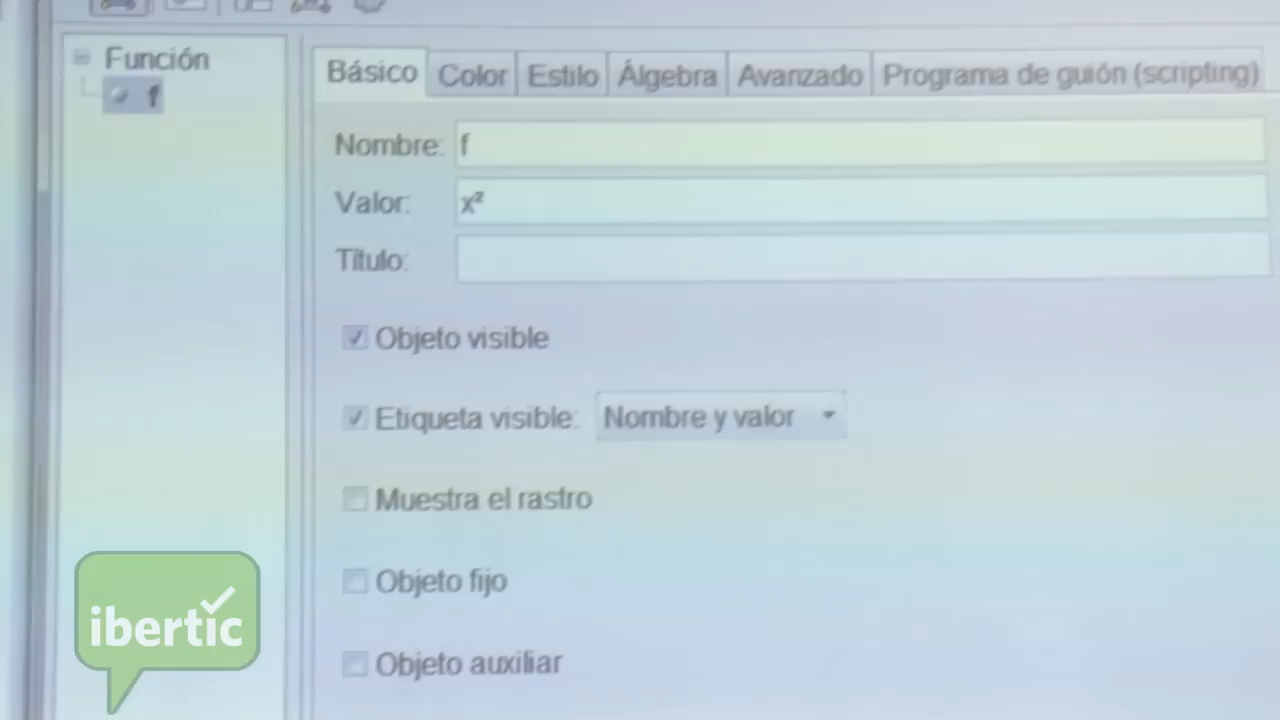 Función
f
Básico Color Estilo Álgebra Avanzado Programa de guión (scripting)
Nombre: f
Valor: x²
Título:
Objeto visible
Etiqueta visible: Nombre y valor
Muestra el rastro
Objeto fijo
Objeto auxiliar
ibertic